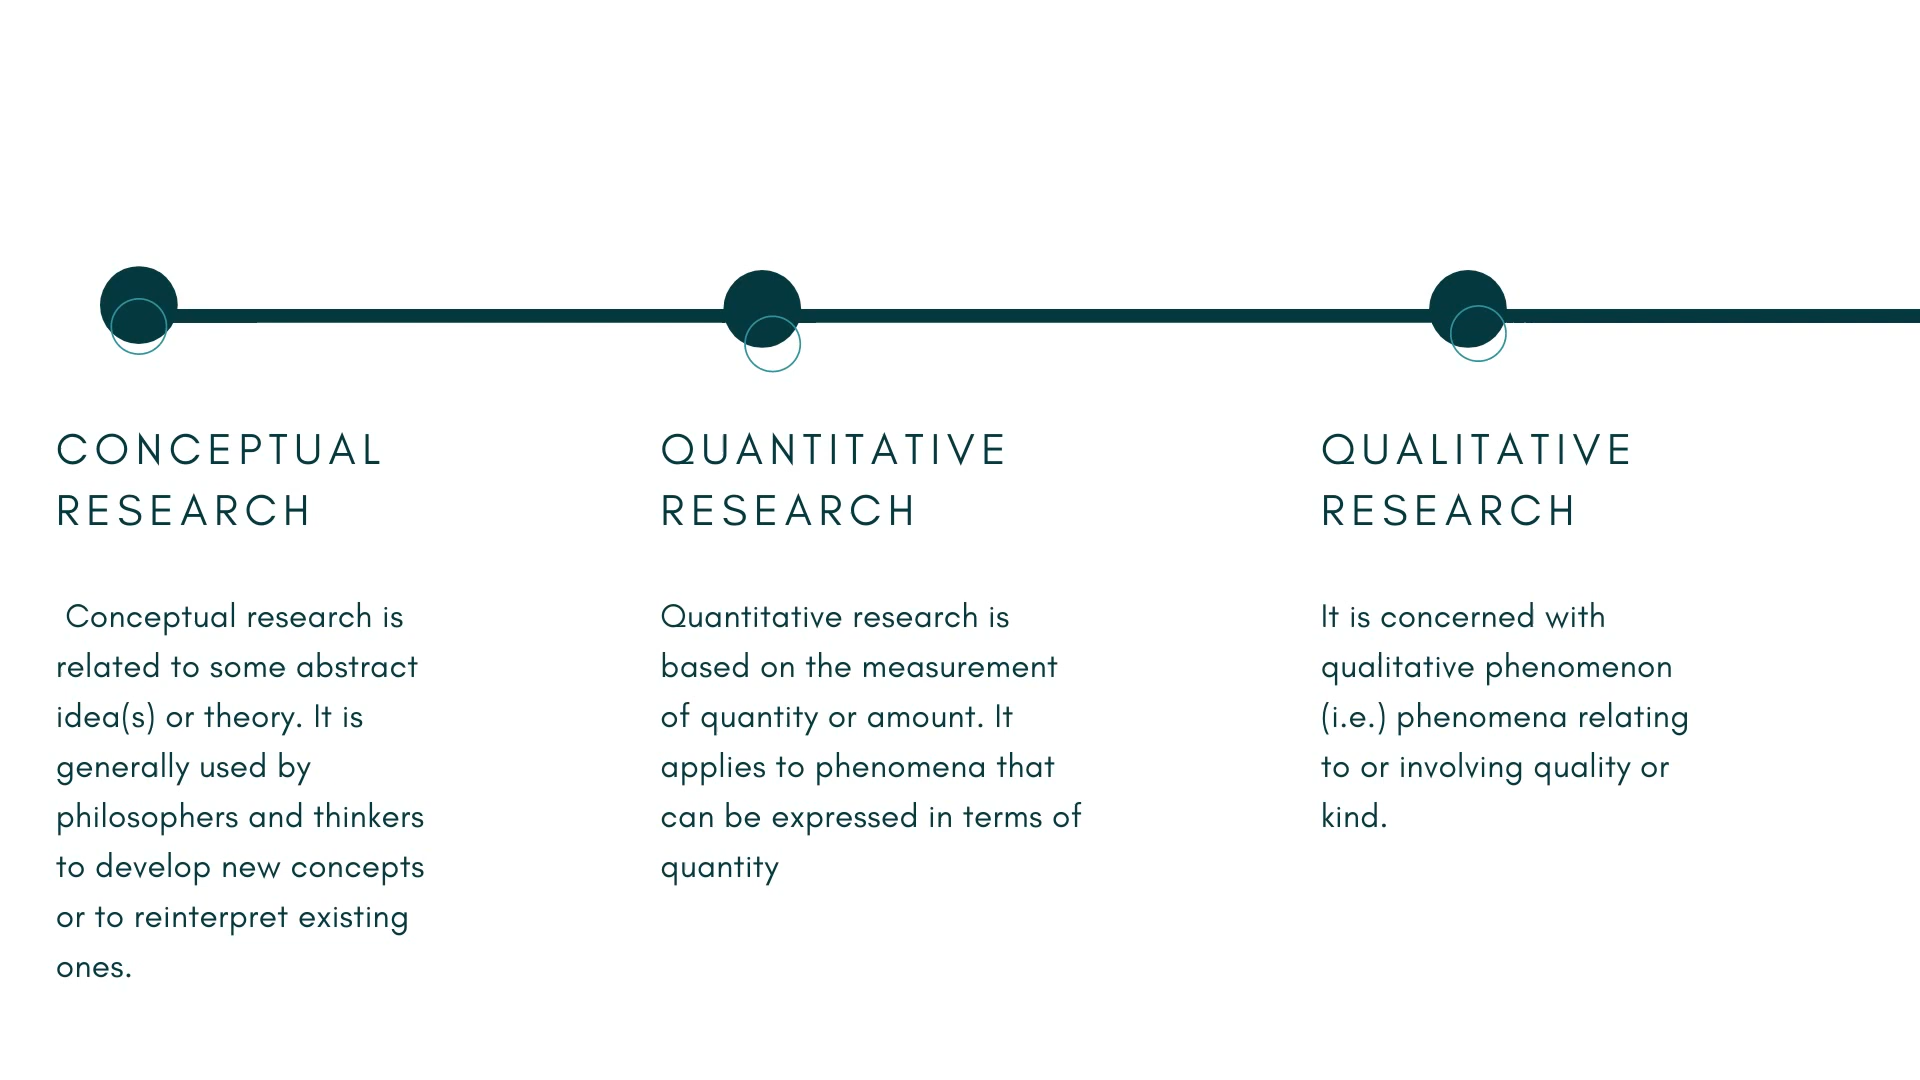 CONCEPTUAL
RESEARCH
Conceptual research is
related to some abstract
idea(s) or theory. It is
generally used by
philosophers and thinkers
to develop new concepts
or to reinterpret existing
ones.
QUANTITATIVE
RESEARCH
Quantitative research is
based on the measurement
of quantity or amount. It
applies to phenomena that
can be expressed in terms of
quantity
QUALITATIVE
RESEARCH
It is concerned with
qualitative phenomenon
(i.e.) phenomena relating
to or involving quality or
kind.